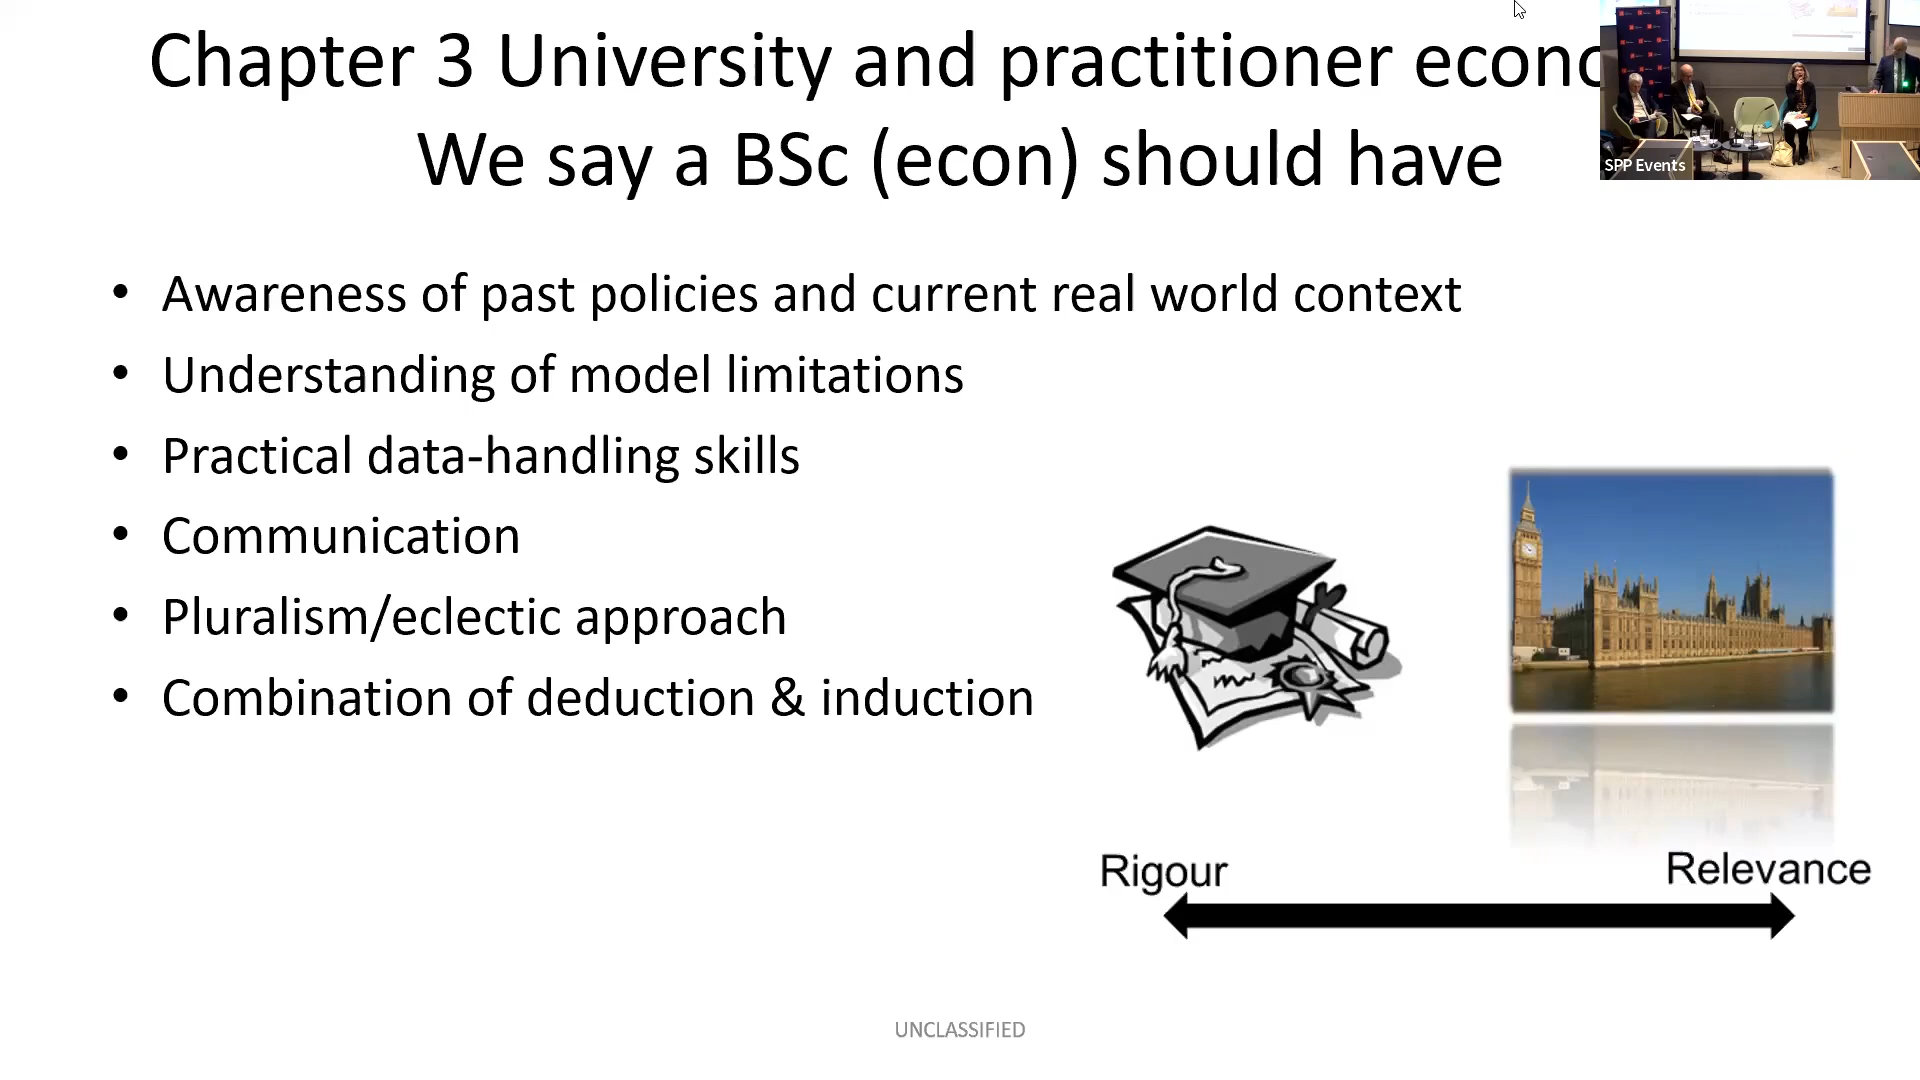 Chapter 3 University and practitioner
We say a BSc (econ) should have
SPP Events
• Awareness of past policies and current real world context
• Understanding of model limitations
• Practical data-handling skills
• Communication
• Pluralism/eclectic approach
• Combination of deduction & induction
Rigour
Relevance
UNCLASSIFIED